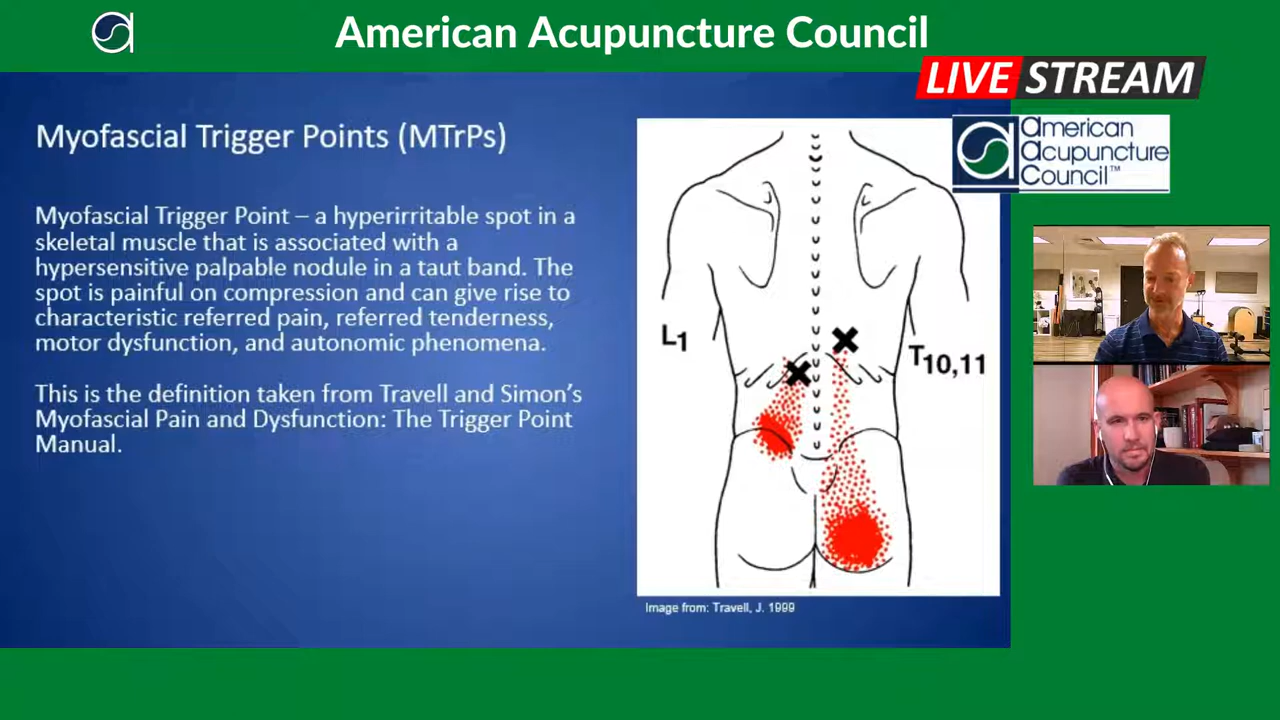 American Acupuncture Council
LIVE STREAM
american
acupuncture
council™
Myofascial Trigger Points (MTrPs)
Myofascial Trigger Point – a hyperirritable spot in a
skeletal muscle that is associated with a
hypersensitive palpable nodule in a taut band. The
spot is painful on compression and can give rise to
characteristic referred pain, referred tenderness,
motor dysfunction, and autonomic phenomena.
This is the definition taken from Travell and Simon's
Myofascial Pain and Dysfunction: The Trigger Point
Manual.
L1
T10,11
Image from: Travell, J. 1999